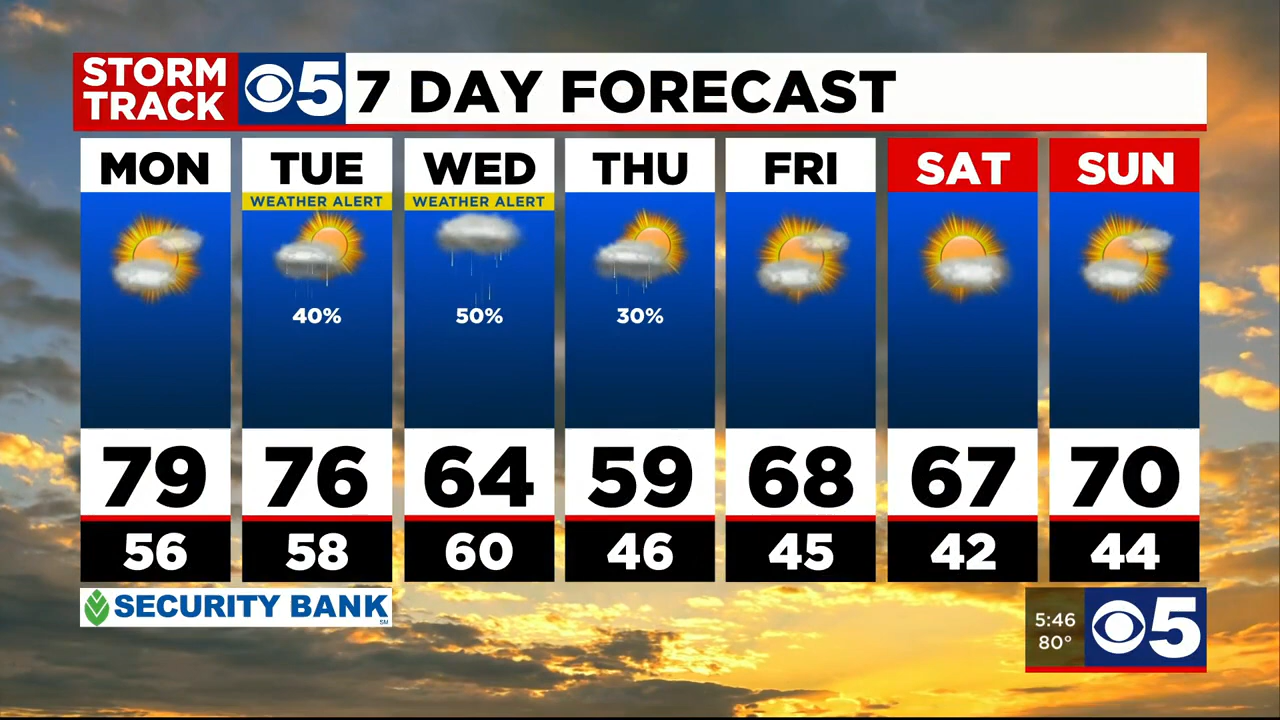 STORM
TRACK
5
7 DAY FORECAST
MON TUE WED THU FRI SAT SUN
WEATHER ALERT WEATHER ALERT
40% 50% 30%
79 76 64 59 68 67 70
56 58 60 46 45 42 44
SECURITY BANK SM
5:46
80°
5